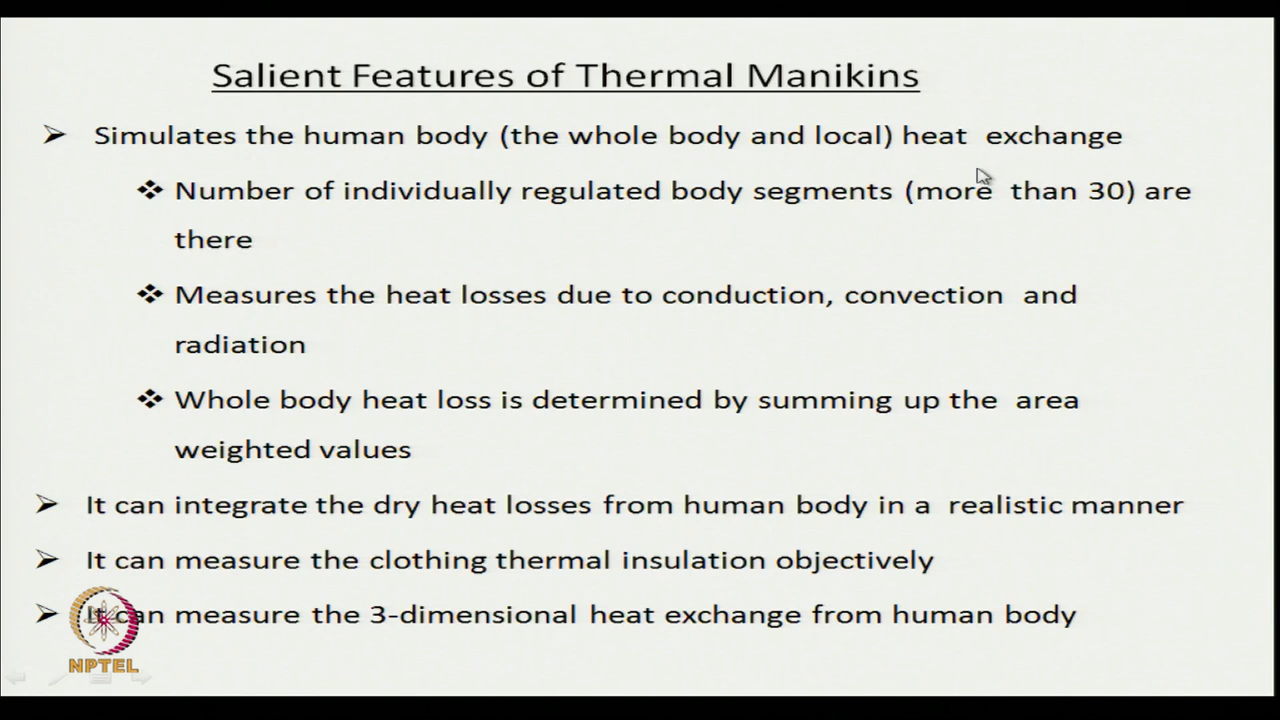 Salient Features of Thermal Manikins
➢ Simulates the human body (the whole body and local) heat exchange
❖ Number of individually regulated body segments (more than 30) are
there
❖ Measures the heat losses due to conduction, convection and
radiation
❖ Whole body heat loss is determined by summing up the area
weighted values
➢ It can integrate the dry heat losses from human body in a realistic manner
➢ It can measure the clothing thermal insulation objectively
➢ It can measure the 3-dimensional heat exchange from human body
NPTEL